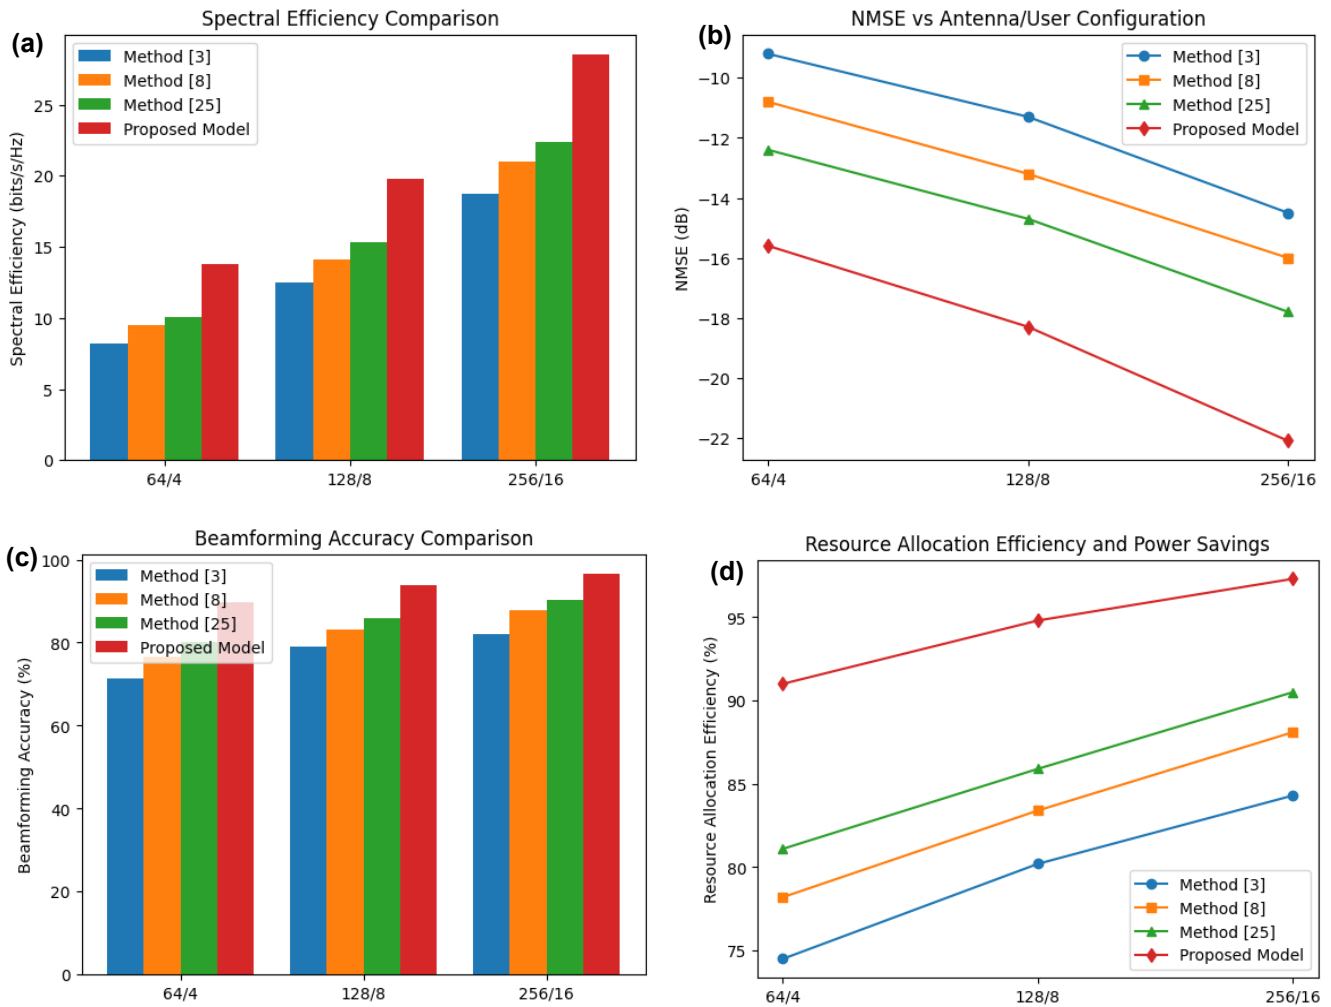 (a)
Spectral Efficiency Comparison
Spectral Efficiency (bits/s/Hz)
Method [3]
Method [8]
Method [25]
Proposed Model
25
20
15
10
5
0
64/4
128/8
256/16
(b)
NMSE vs Antenna/User Configuration
NMSE (dB)
Method [3]
Method [8]
Method [25]
Proposed Model
−10
−12
−14
−16
−18
−20
−22
64/4
128/8
256/16
(c)
Beamforming Accuracy Comparison
Beamforming Accuracy (%)
Method [3]
Method [8]
Method [25]
Proposed Model
100
80
60
40
20
0
64/4
128/8
256/16
(d)
Resource Allocation Efficiency and Power Savings
Resource Allocation Efficiency (%)
95
90
85
80
75
Method [3]
Method [8]
Method [25]
Proposed Model
64/4
128/8
256/16